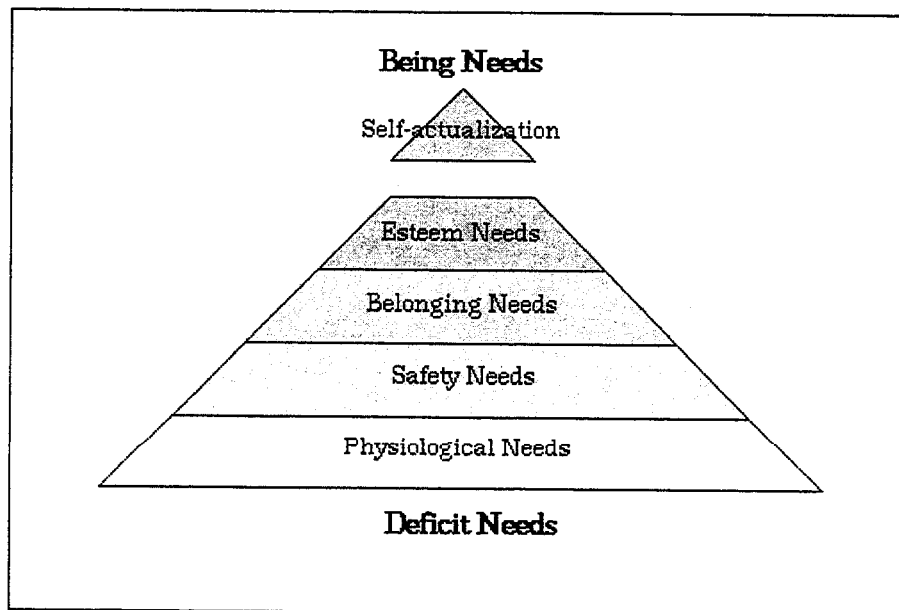 Being Needs
Self-actualization
Esteem Needs
Belonging Needs
Safety Needs
Physiological Needs
Deficit Needs